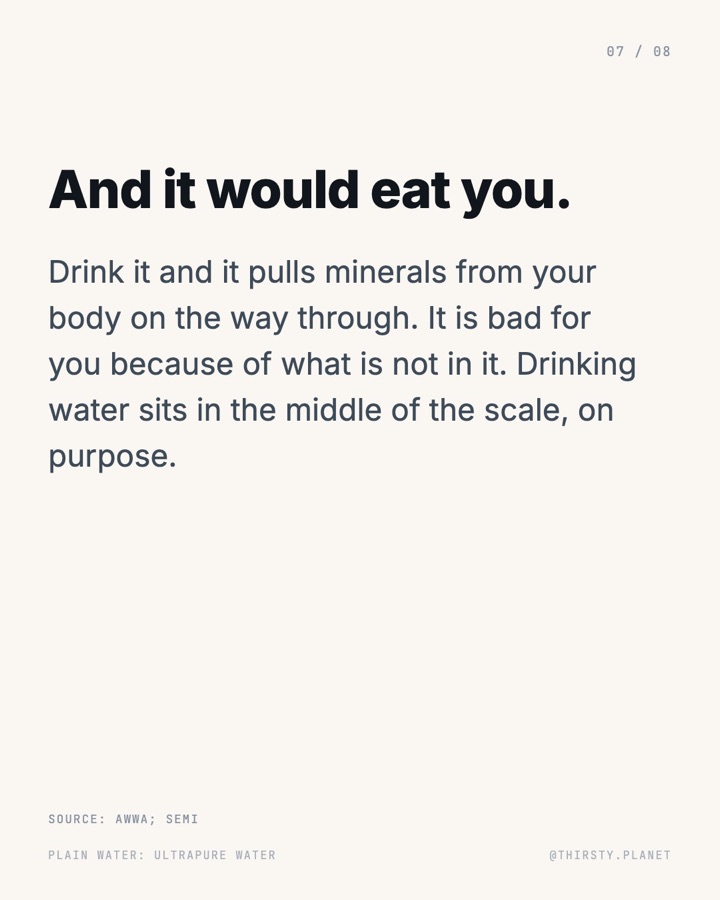 07 / 08
And it would eat you.
Drink it and it pulls minerals from your
body on the way through. It is bad for
you because of what is not in it. Drinking
water sits in the middle of the scale, on
purpose.
SOURCE: AWWA; SEMI
PLAIN WATER: ULTRAPURE WATER
@THIRSTY.PLANET